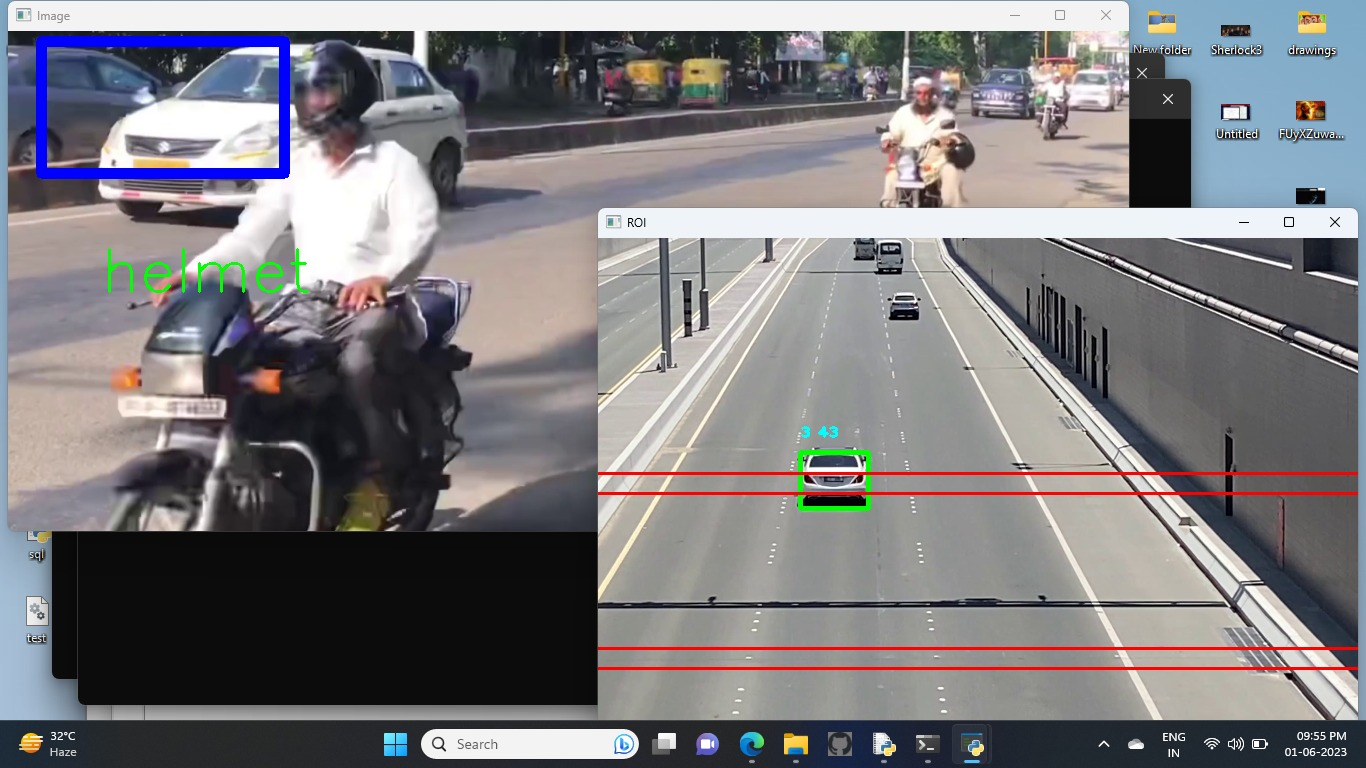 Image
New folder
Sherlock3
drawings
Untitled
FUyXZuwa...
helmet
ROI
3 43
sql
test
32°C
Haze
Search
ENG
IN
09:55 PM
01-06-2023